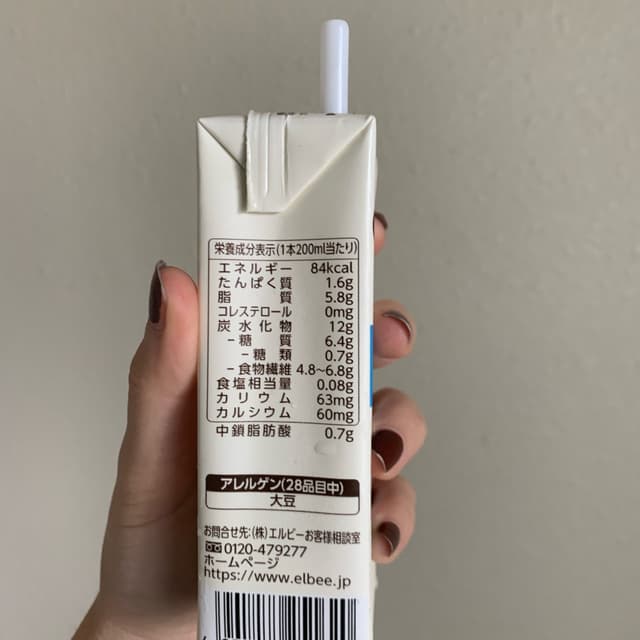 栄養成分表示(1本200ml当たり)
エネルギー 84kcal
たんぱく質 1.6g
脂質 5.8g
コレステロール 0mg
炭水化物 12g
-糖質 6.4g
-糖類 0.7g
-食物繊維 4.8~6.8g
食塩相当量 0.08g
カリウム 63mg
カルシウム 60mg
中鎖脂肪酸 0.7g
アレルゲン(28品目中)
大豆
お問合せ先:(株)エルビーお客様相談室
0120-479277
ホームページ
https://www.elbee.jp